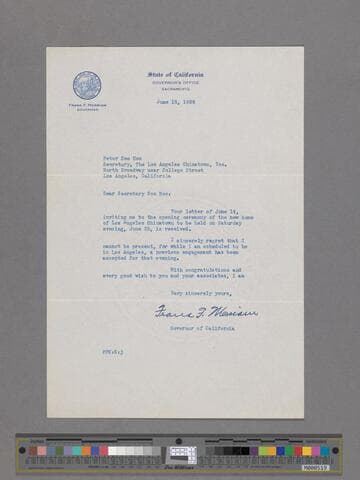 State of California
GOVERNOR'S OFFICE
SACRAMENTO
FRANK F. MERRIAM
GOVERNOR
June 15, 1938
Peter Soo Hoo
Secretary, The Los Angeles Chinatown, Inc.
North Broadway near College Street
Los Angeles, California
Dear Secretary Soo Hoo:
Your letter of June 14,
inviting me to the opening ceremony of the new home
of Los Angeles Chinatown to be held on Saturday
evening, June 25, is received.
I sincerely regret that I
cannot be present, for while I am scheduled to be
in Los Angeles, a previous engagement has been
accepted for that evening.
With congratulations and
every good wish to you and your associates, I am
Very sincerely yours,
Frank F. Merriam
Governor of California
M000519